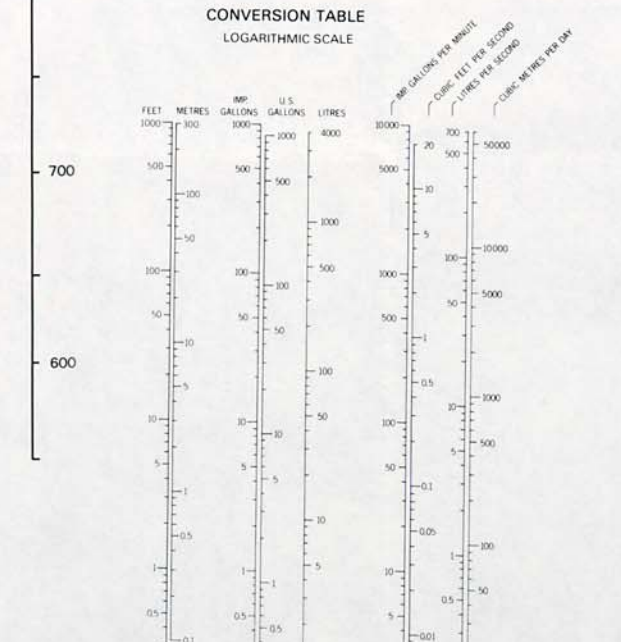 CONVERSION TABLE
LOGARITHMIC SCALE
IMP. GALLONS PER MINUTE
CUBIC FEET PER SECOND
LITRES PER SECOND
CUBIC METRES PER DAY
IMP. U.S.
FEET METRES GALLONS GALLONS LITRES
1000 300 1000 1000 4000 10000 20 700 50000
500 500 500 5000 500
700
100 10
50 1000 5 10000
100 100 100 500 1000 100 5000
50 50 50 500 50
10 1
600
5 100 0.5 1000
10 10 10 50 100 10 500
5 5 5 50 5
1 10 0.1 100
0.5 5 0.05 50
1 1 1 10 1
0.5 0.5 0.5 5 0.5
0.1 0.01